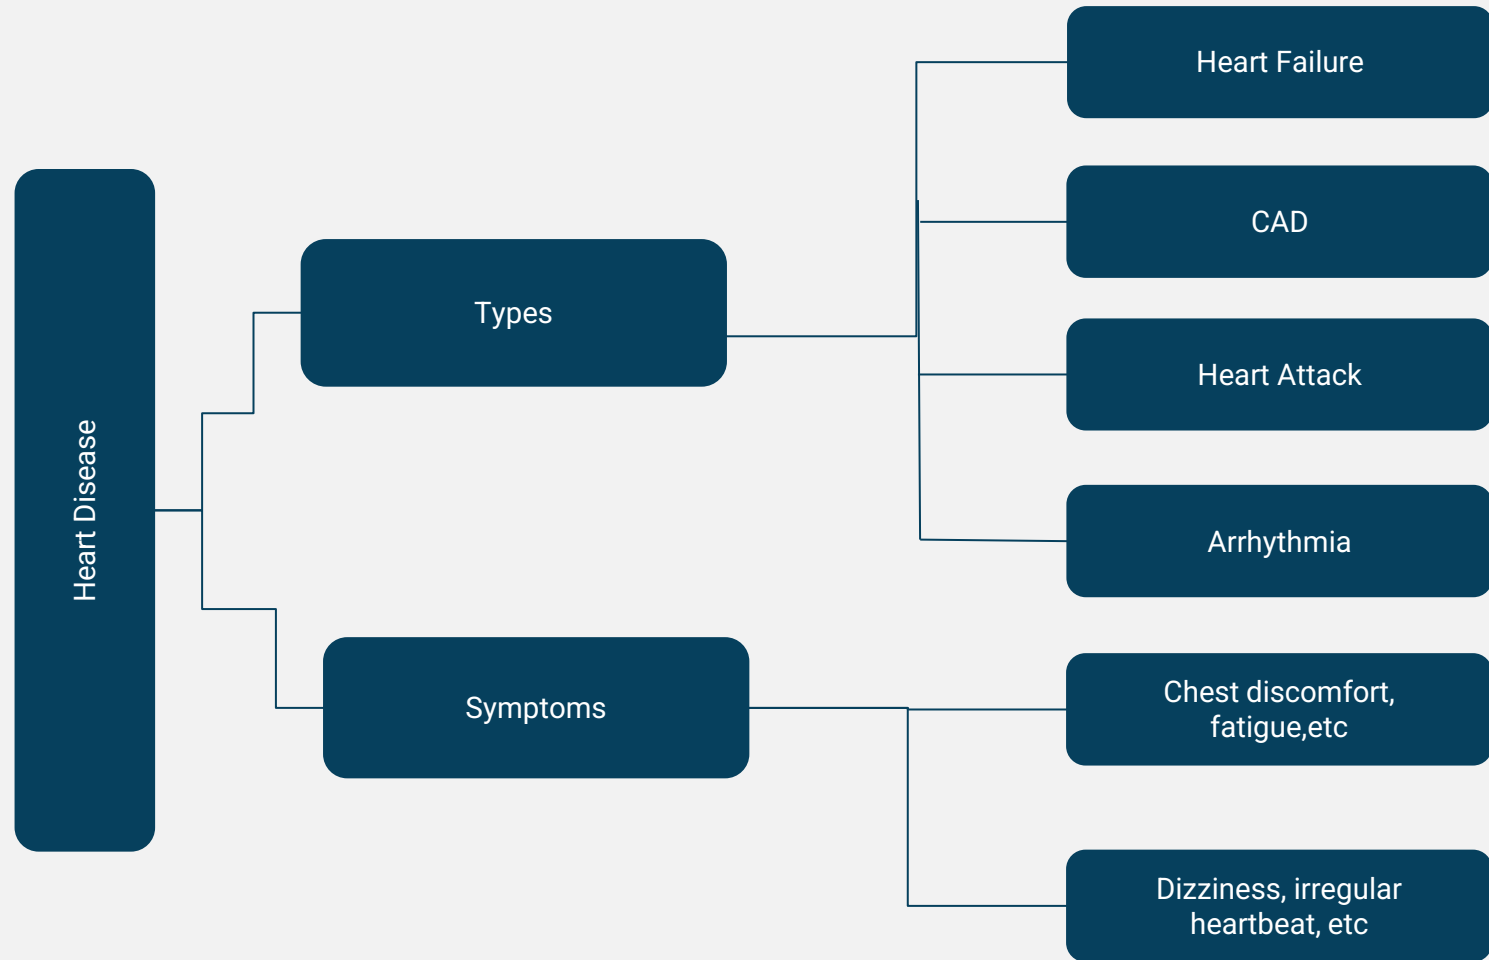 Heart Disease
Types
Heart Failure
CAD
Heart Attack
Arrhythmia
Symptoms
Chest discomfort,
fatigue,etc
Dizziness, irregular
heartbeat, etc